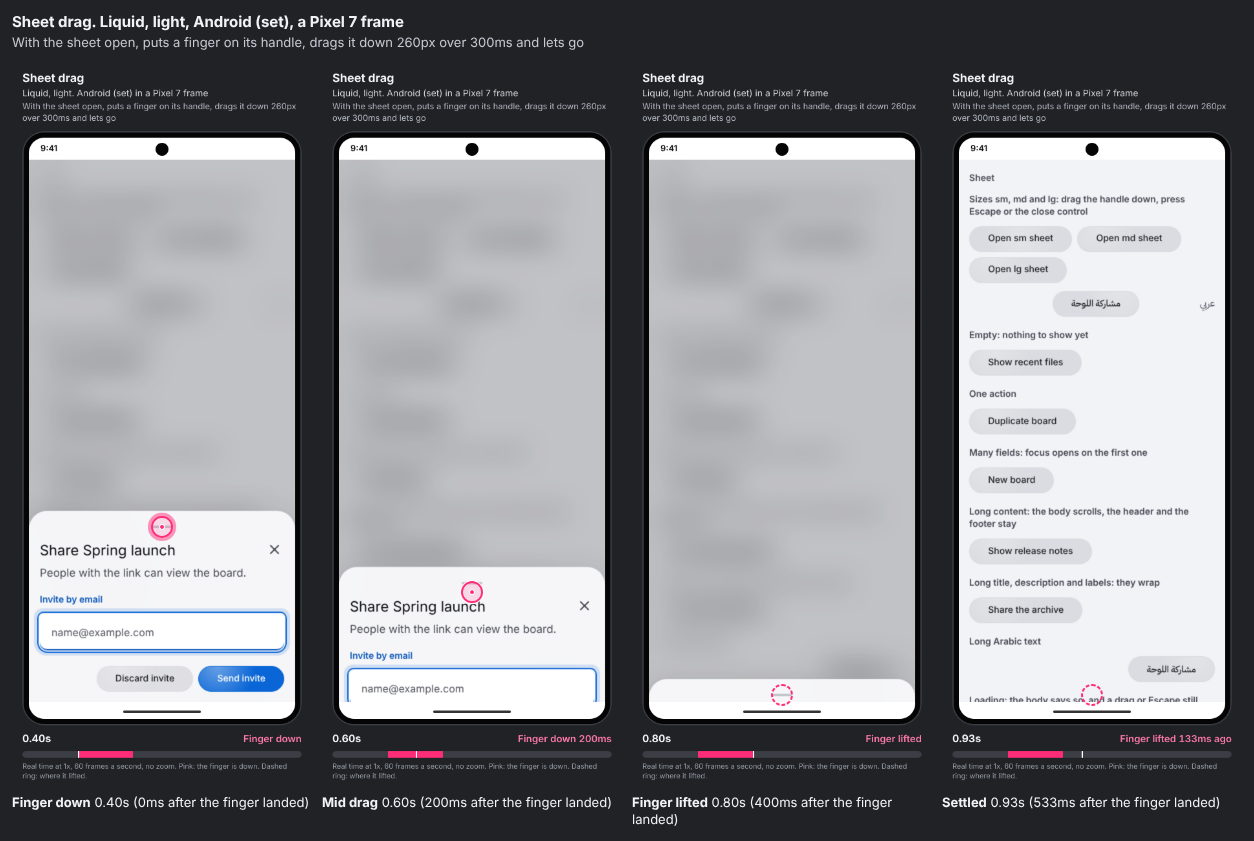 Sheet drag. Liquid, light, Android (set), a Pixel 7 frame
With the sheet open, puts a finger on its handle, drags it down 260px over 300ms and lets go
Sheet drag
Liquid, light. Android (set) in a Pixel 7 frame
With the sheet open, puts a finger on its handle, drags it down 260px
over 300ms and lets go
9:41
Share Spring launch
People with the link can view the board.
Invite by email
name@example.com
Discard invite
Send invite
0.40s
Finger down
Real time at 1x, 60 frames a second, no zoom. Pink: the finger is down. Dashed
ring: where it lifted.
Finger down 0.40s (0ms after the finger landed)
Sheet drag
Liquid, light. Android (set) in a Pixel 7 frame
With the sheet open, puts a finger on its handle, drags it down 260px
over 300ms and lets go
9:41
Share Spring launch
People with the link can view the board.
Invite by email
name@example.com
0.60s
Finger down 200ms
Real time at 1x, 60 frames a second, no zoom. Pink: the finger is down. Dashed
ring: where it lifted.
Mid drag 0.60s (200ms after the finger landed)
Sheet drag
Liquid, light. Android (set) in a Pixel 7 frame
With the sheet open, puts a finger on its handle, drags it down 260px
over 300ms and lets go
9:41
0.80s
Finger lifted
Real time at 1x, 60 frames a second, no zoom. Pink: the finger is down. Dashed
ring: where it lifted.
Finger lifted 0.80s (400ms after the finger
landed)
Sheet drag
Liquid, light. Android (set) in a Pixel 7 frame
With the sheet open, puts a finger on its handle, drags it down 260px
over 300ms and lets go
9:41
Sheet
Sizes sm, md and lg: drag the handle down, press
Escape or the close control
Open sm sheet
Open md sheet
Open lg sheet
مشاركة اللوحة
عربي
Empty: nothing to show yet
Show recent files
One action
Duplicate board
Many fields: focus opens on the first one
New board
Long content: the body scrolls, the header and the
footer stay
Show release notes
Long title, description and labels: they wrap
Share the archive
Long Arabic text
مشاركة اللوحة
Loading: the body says so, and a drag or Escape still
0.93s
Finger lifted 133ms ago
Real time at 1x, 60 frames a second, no zoom. Pink: the finger is down. Dashed
ring: where it lifted.
Settled 0.93s (533ms after the finger landed)